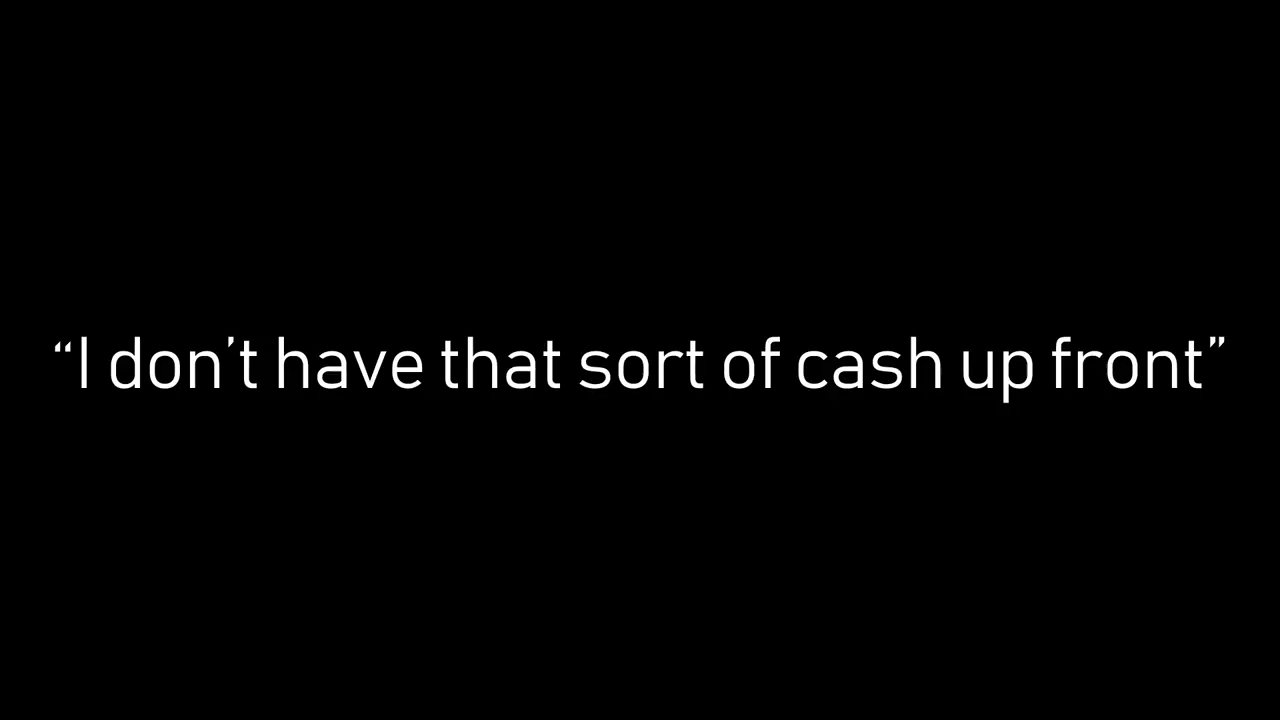 “I don’t have that sort of cash up front”